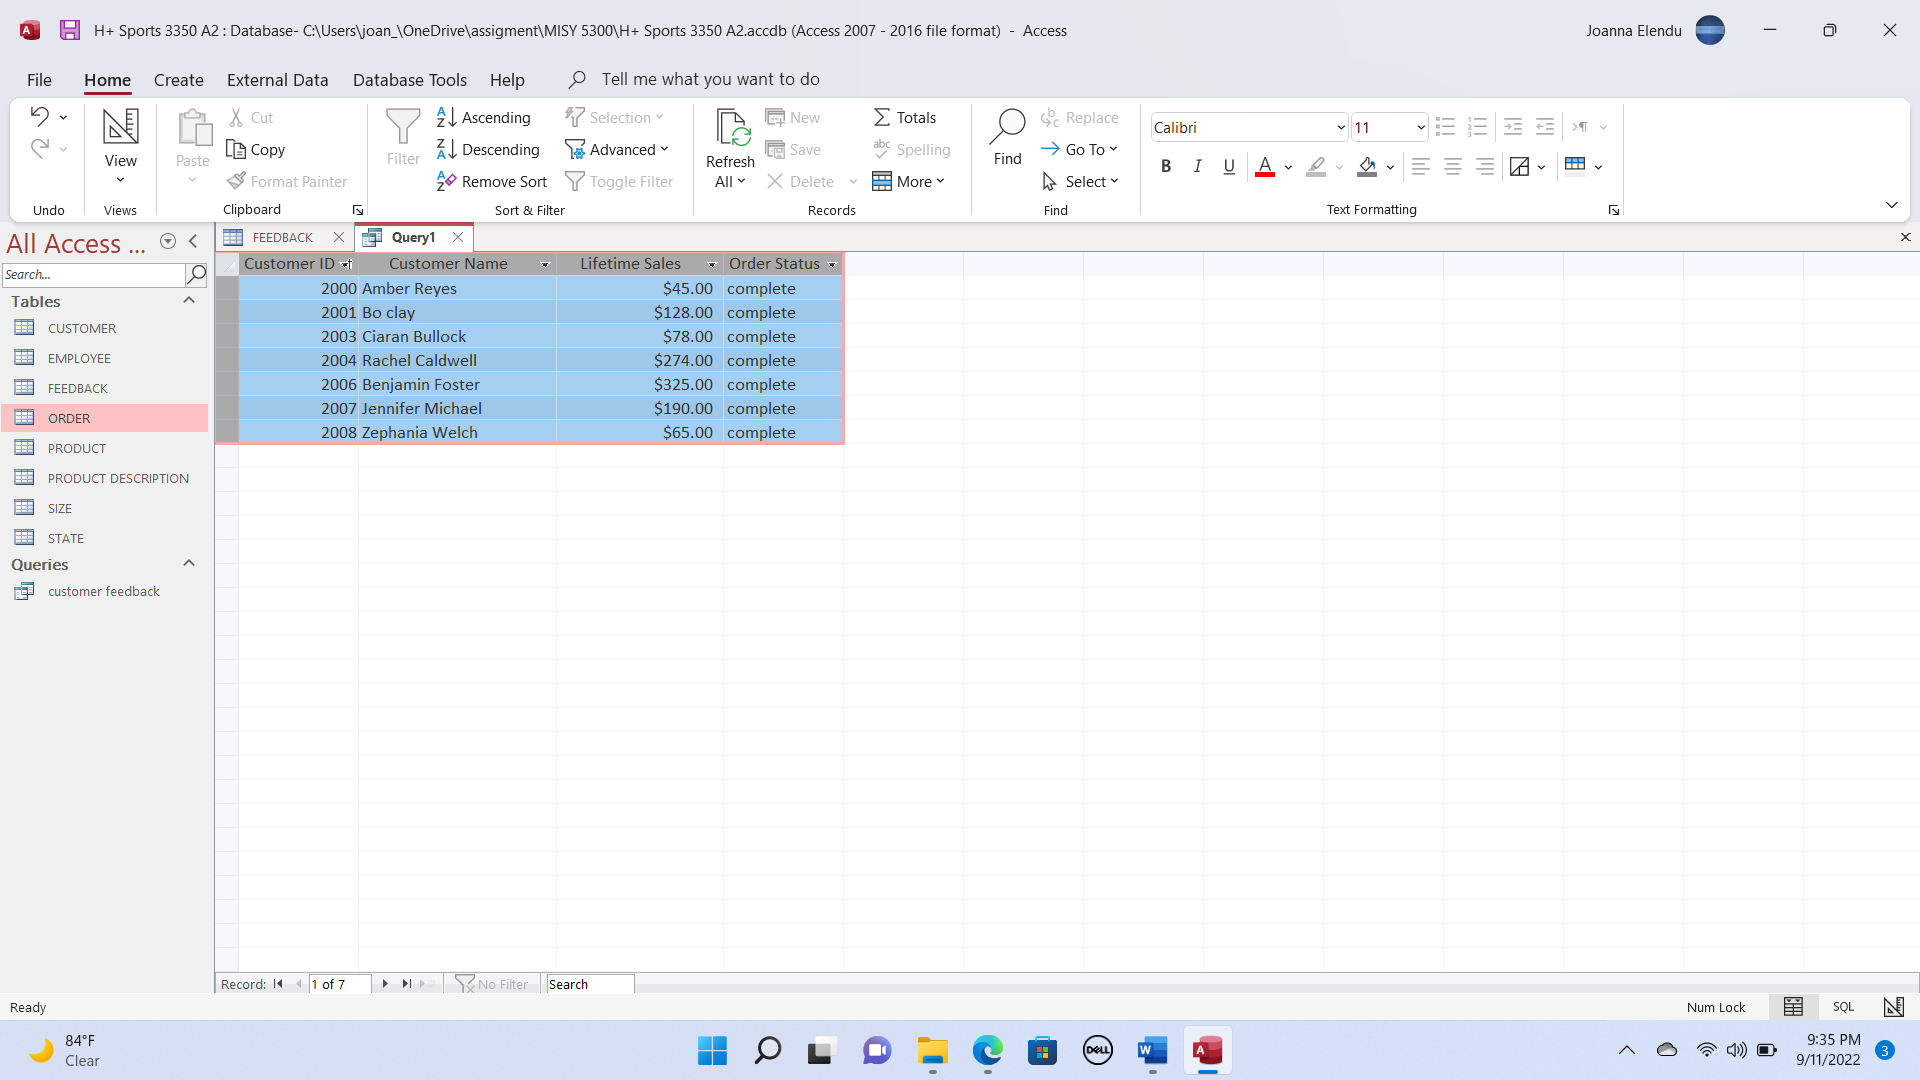 H+ Sports 3350 A2 : Database- C:\Users\joan_\OneDrive\assigment\MISY 5300\H+ Sports 3350 A2.accdb (Access 2007 - 2016 file format) - Access
Joanna Elendu
File Home Create External Data Database Tools Help Tell me what you want to do
Cut Ascending Selection New Totals Replace Calibri 11
Copy Descending Advanced Save Spelling Go To
View Paste Filter Refresh Find
Format Painter Remove Sort Toggle Filter All Delete More Select B I U A
Undo Views Clipboard Sort & Filter Records Find Text Formatting
All Access ... FEEDBACK Query1
Search...
Customer ID Customer Name Lifetime Sales Order Status
2000 Amber Reyes $45.00 complete
2001 Bo clay $128.00 complete
2003 Ciaran Bullock $78.00 complete
2004 Rachel Caldwell $274.00 complete
2006 Benjamin Foster $325.00 complete
2007 Jennifer Michael $190.00 complete
2008 Zephania Welch $65.00 complete
Tables
CUSTOMER
EMPLOYEE
FEEDBACK
ORDER
PRODUCT
PRODUCT DESCRIPTION
SIZE
STATE
Queries
customer feedback
Record: 1 of 7 No Filter Search
Ready Num Lock SQL
84°F
Clear
DELL
W
A
9:35 PM
9/11/2022
3